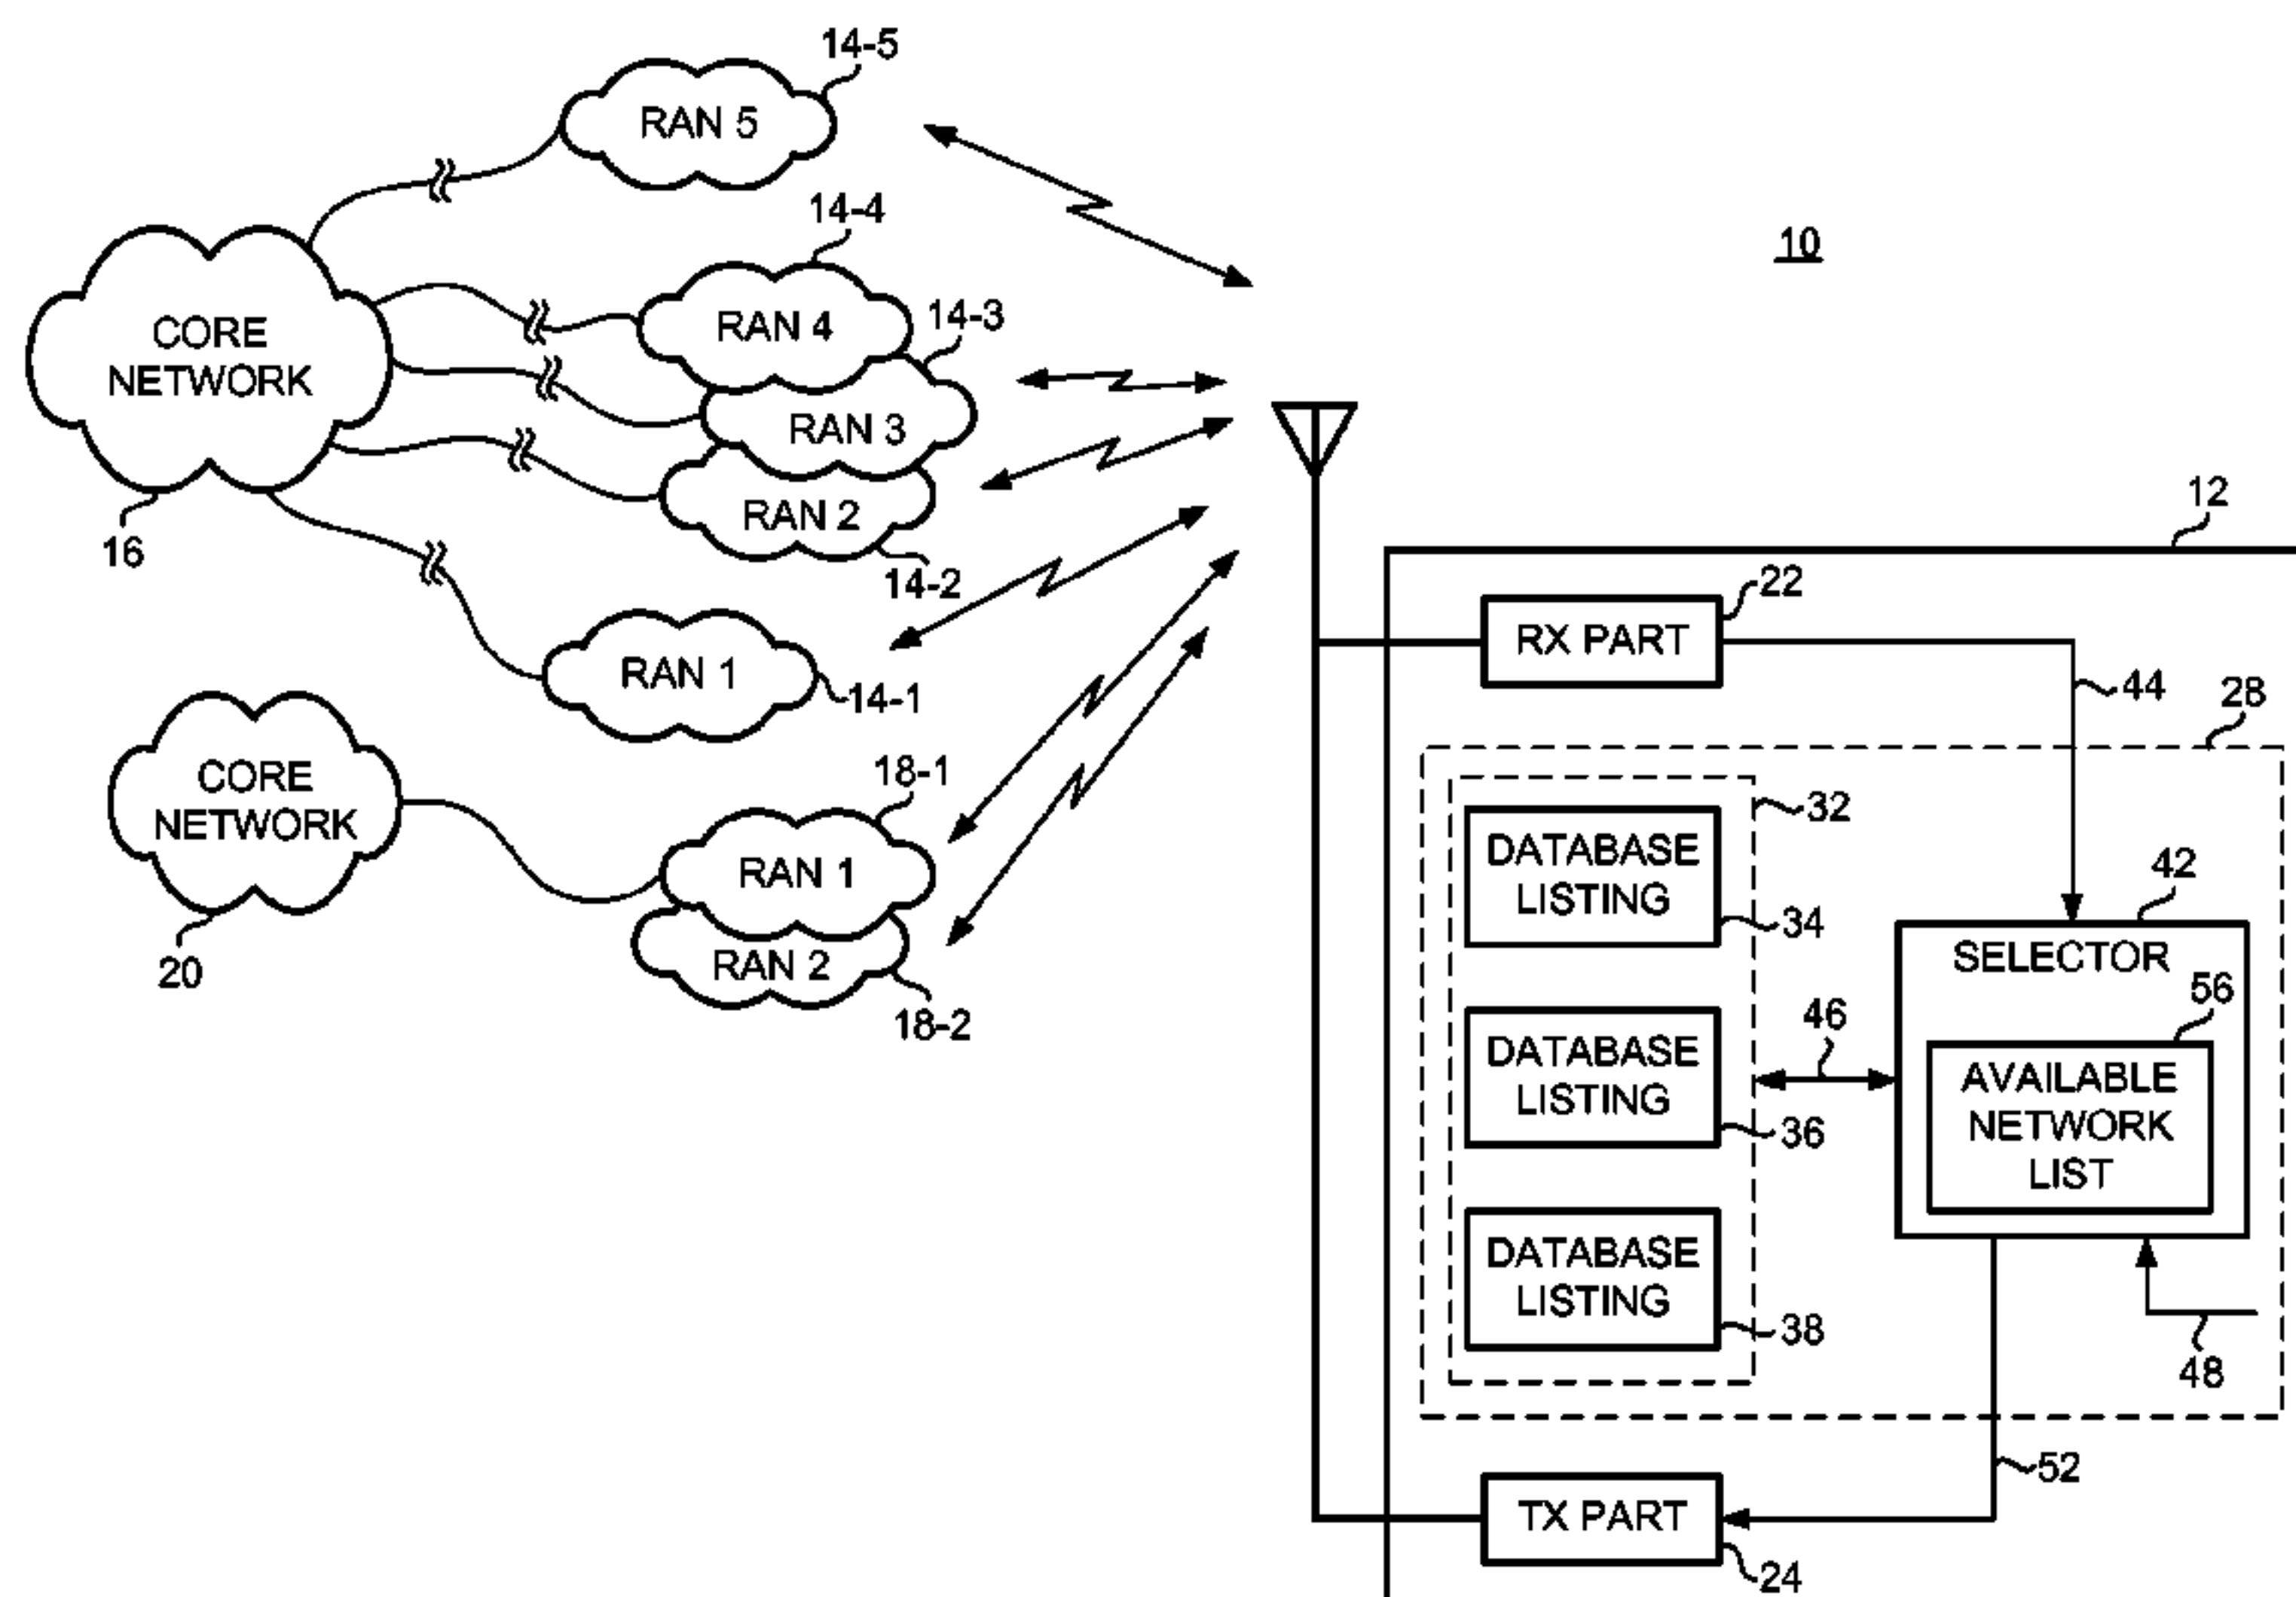 14-5
RAN 5
14-4
RAN 4
14-3
RAN 3
RAN 2
14-2
CORE
NETWORK
16
RAN 1
14-1
CORE
NETWORK
20
18-1
RAN 1
RAN 2
18-2
10
12
22
RX PART
44
28
32
DATABASE
LISTING
34
42
SELECTOR
56
46
DATABASE
LISTING
36
AVAILABLE
NETWORK
LIST
DATABASE
LISTING
38
48
52
TX PART
24